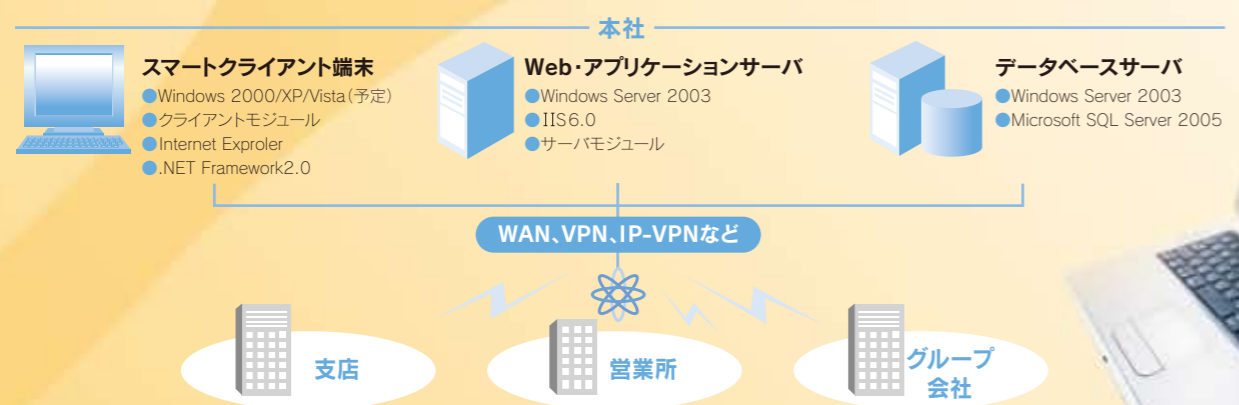 本社
スマートクライアント端末
●Windows 2000/XP/Vista(予定)
●クライアントモジュール
●Internet Exproler
●.NET Framework2.0
Web・アプリケーションサーバ
●Windows Server 2003
●IIS6.0
●サーバモジュール
データベースサーバ
●Windows Server 2003
●Microsoft SQL Server 2005
WAN、VPN、IP-VPNなど
支店
営業所
グループ
会社